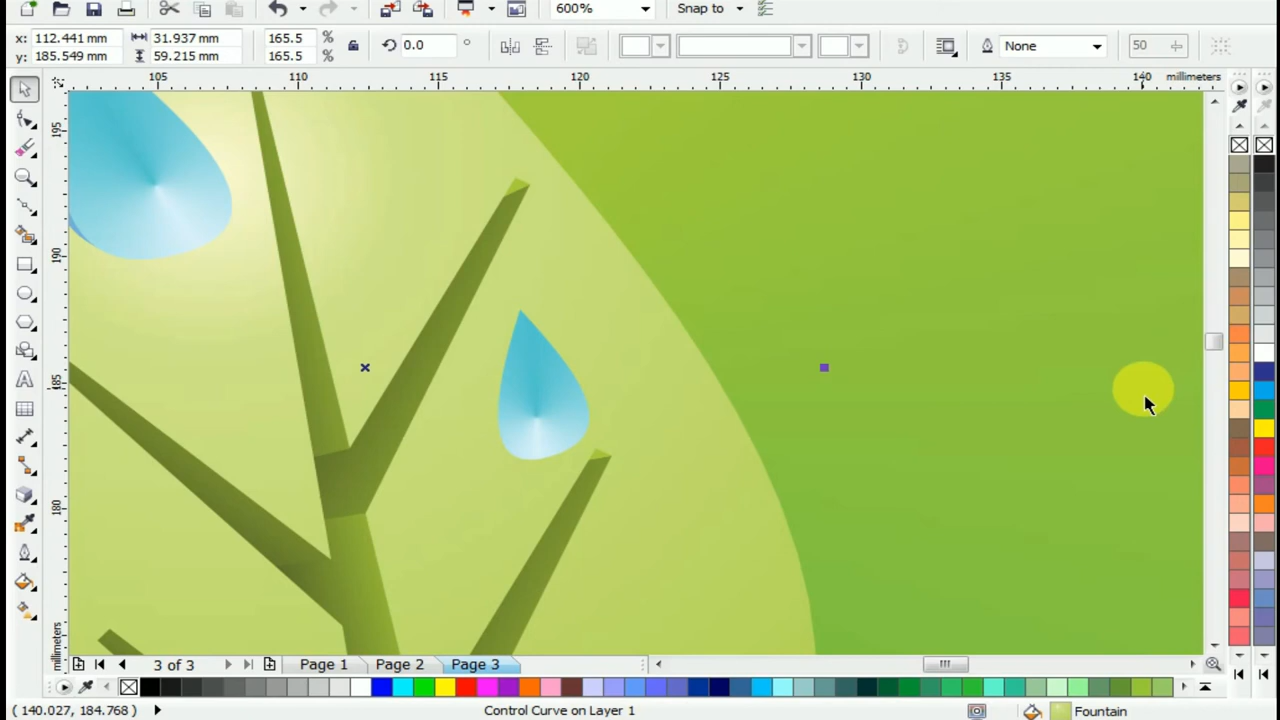 600%
Snap to
x: 112.441 mm 31.937 mm 165.5 %
y: 185.549 mm 59.215 mm 165.5 %
0.0 °
None
50
105 110 115 120 125 130 135 140 millimeters
195
190
185
180
millimeters
3 of 3 Page 1 Page 2 Page 3
( 140.027, 184.768 ) Control Curve on Layer 1 Fountain